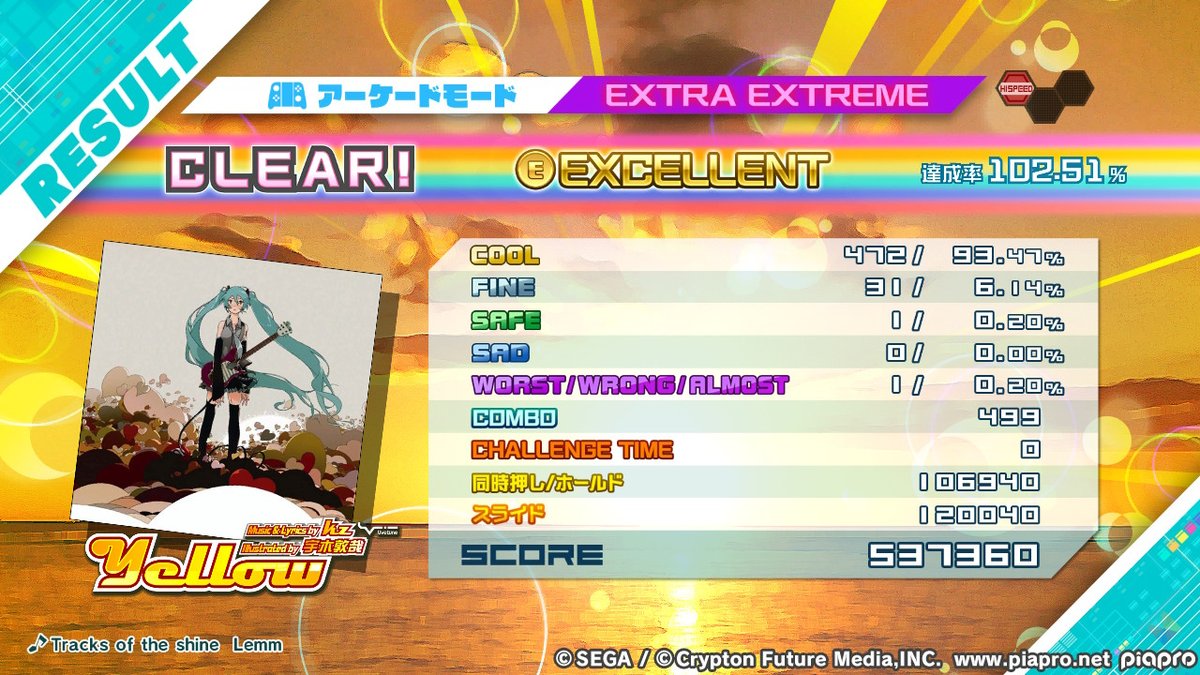 RESULT
アーケードモード EXTRA EXTREME HISPEED
CLEAR! E EXCELLENT 達成率 102.51%
COOL 472/ 93.47%
FINE 31/ 6.14%
SAFE 1/ 0.20%
SAD 0/ 0.00%
WORST/WRONG/ALMOST 1/ 0.20%
COMBO 499
CHALLENGE TIME 0
同時押し/ホールド 106940
スライド 120040
SCORE 537360
Music & Lyrics by kz livetune
Illustrated by 宇木敦哉
Yellow
Tracks of the shine Lemm
©SEGA / ©Crypton Future Media,INC. www.piapro.net piapro